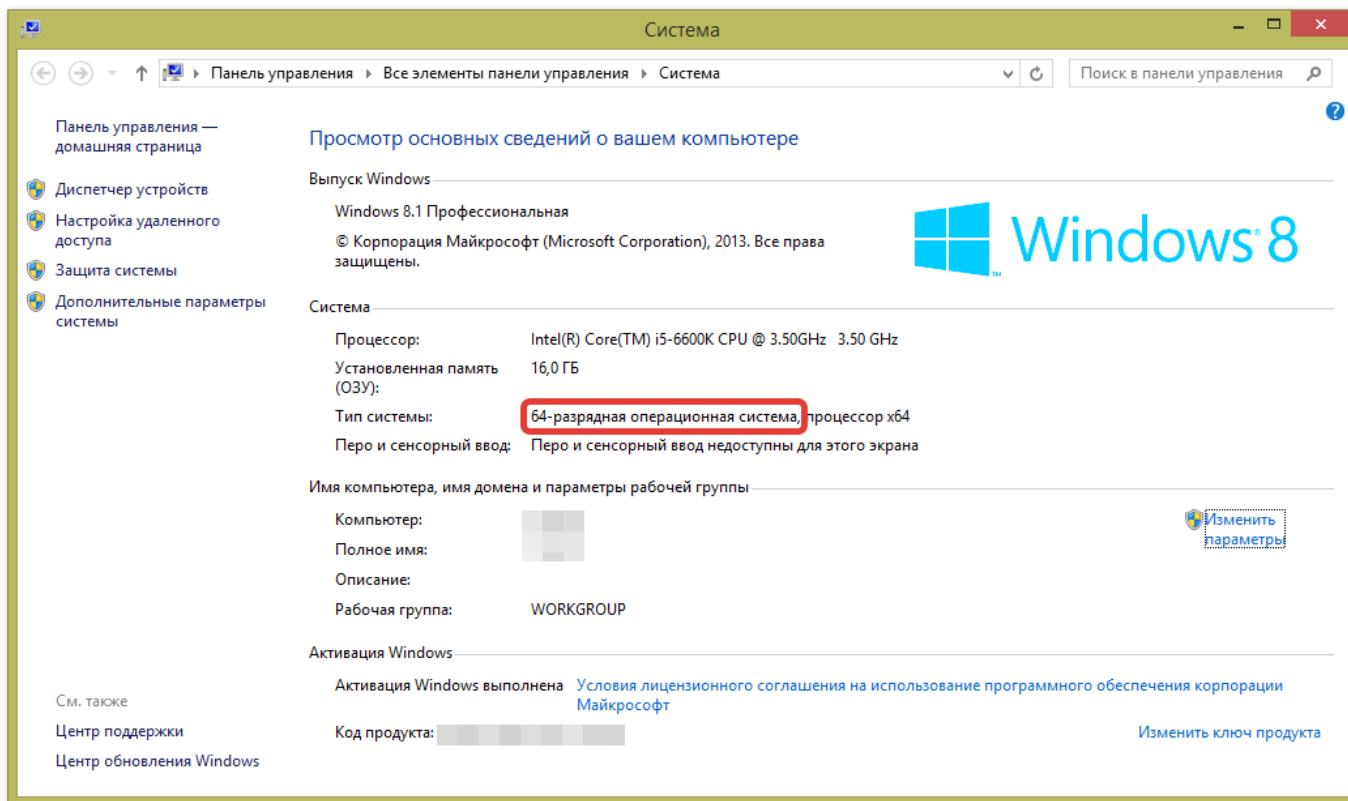 Система
Панель управления
Все элементы панели управления
Система
Поиск в панели управления
Панель управления —
домашняя страница
Диспетчер устройств
Настройка удаленного
доступа
Защита системы
Дополнительные параметры
системы
Просмотр основных сведений о вашем компьютере
Выпуск Windows
Windows 8.1 Профессиональная
© Корпорация Майкрософт (Microsoft Corporation), 2013. Все права
защищены.
Windows 8
Система
Процессор: Intel(R) Core(TM) i5-6600K CPU @ 3.50GHz 3.50 GHz
Установленная память 16,0 ГБ
(ОЗУ):
Тип системы: 64-разрядная операционная система, процессор x64
Перо и сенсорный ввод: Перо и сенсорный ввод недоступны для этого экрана
Имя компьютера, имя домена и параметры рабочей группы
Компьютер:
Изменить
параметры
Полное имя:
Описание:
Рабочая группа: WORKGROUP
Активация Windows
Активация Windows выполнена Условия лицензионного соглашения на использование программного обеспечения корпорации
Майкрософт
Код продукта:
Изменить ключ продукта
См. также
Центр поддержки
Центр обновления Windows